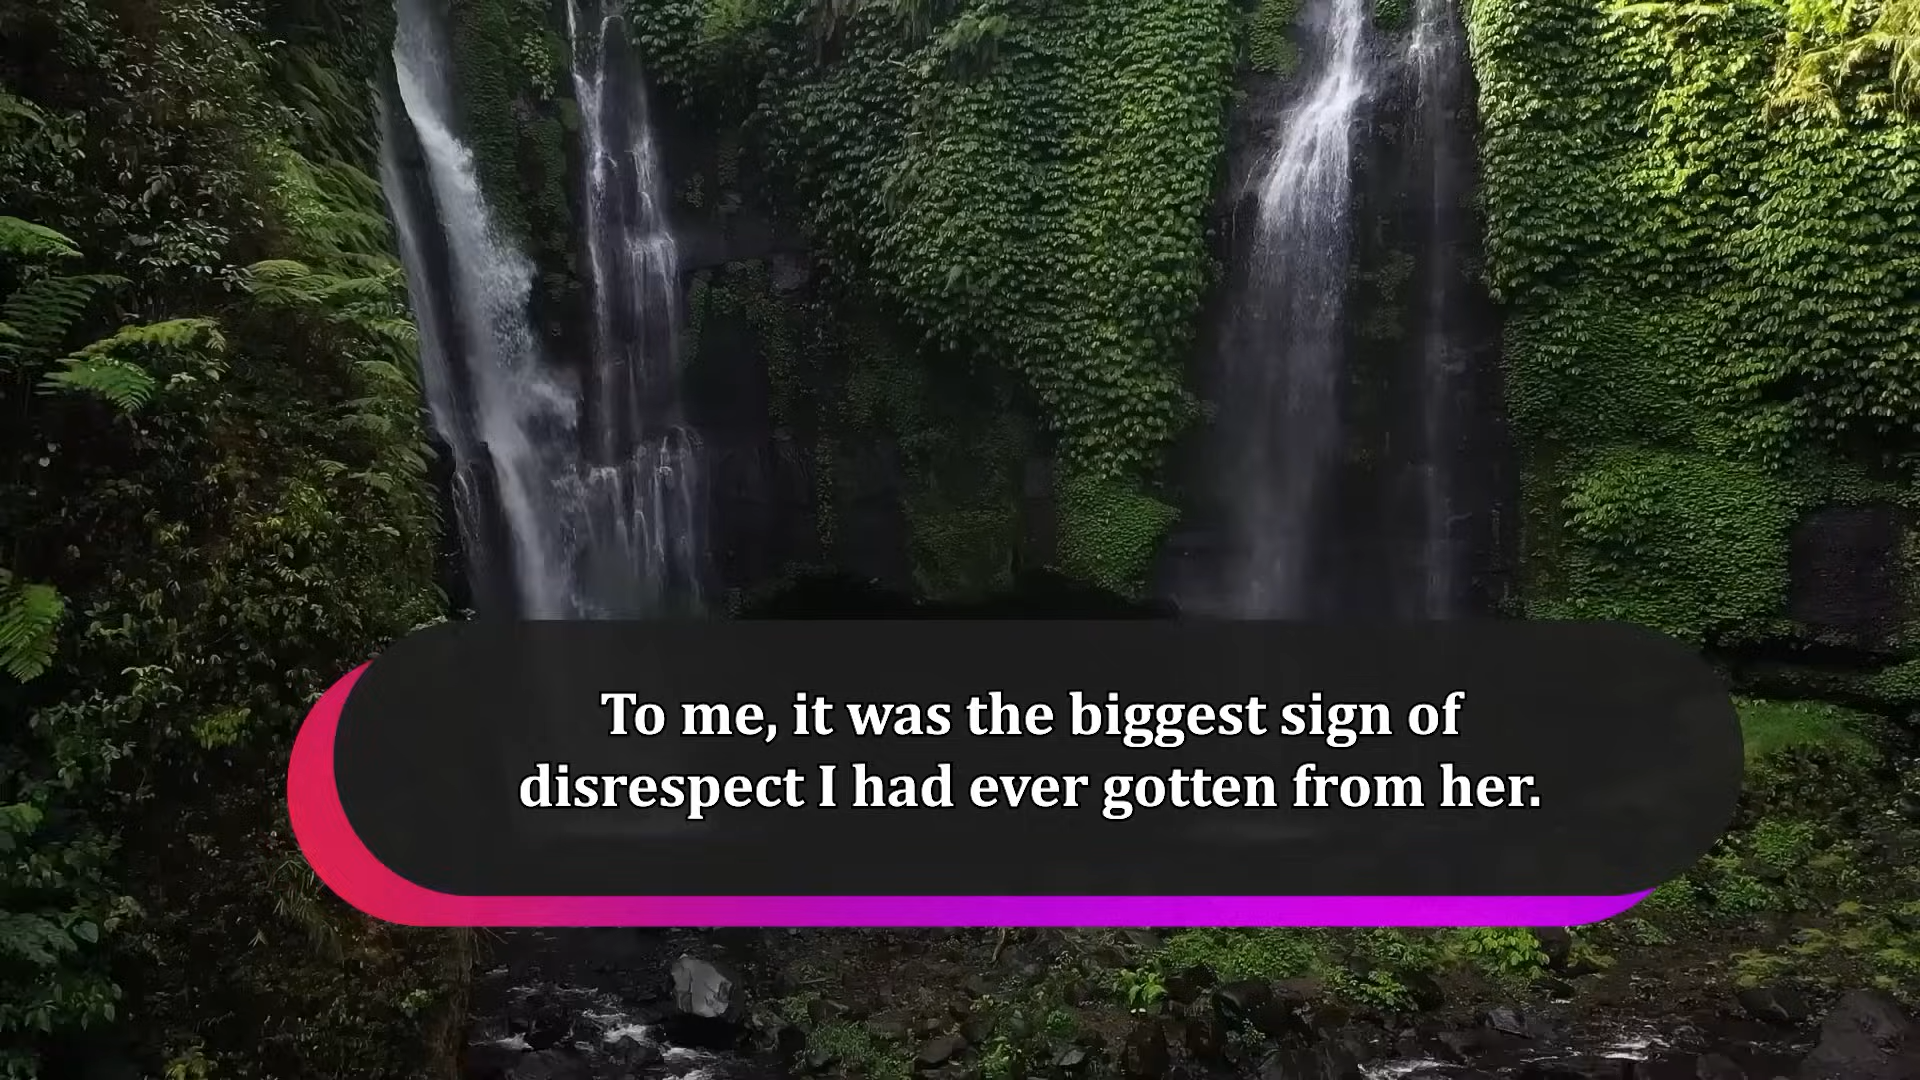 To me, it was the biggest sign of
disrespect I had ever gotten from her.